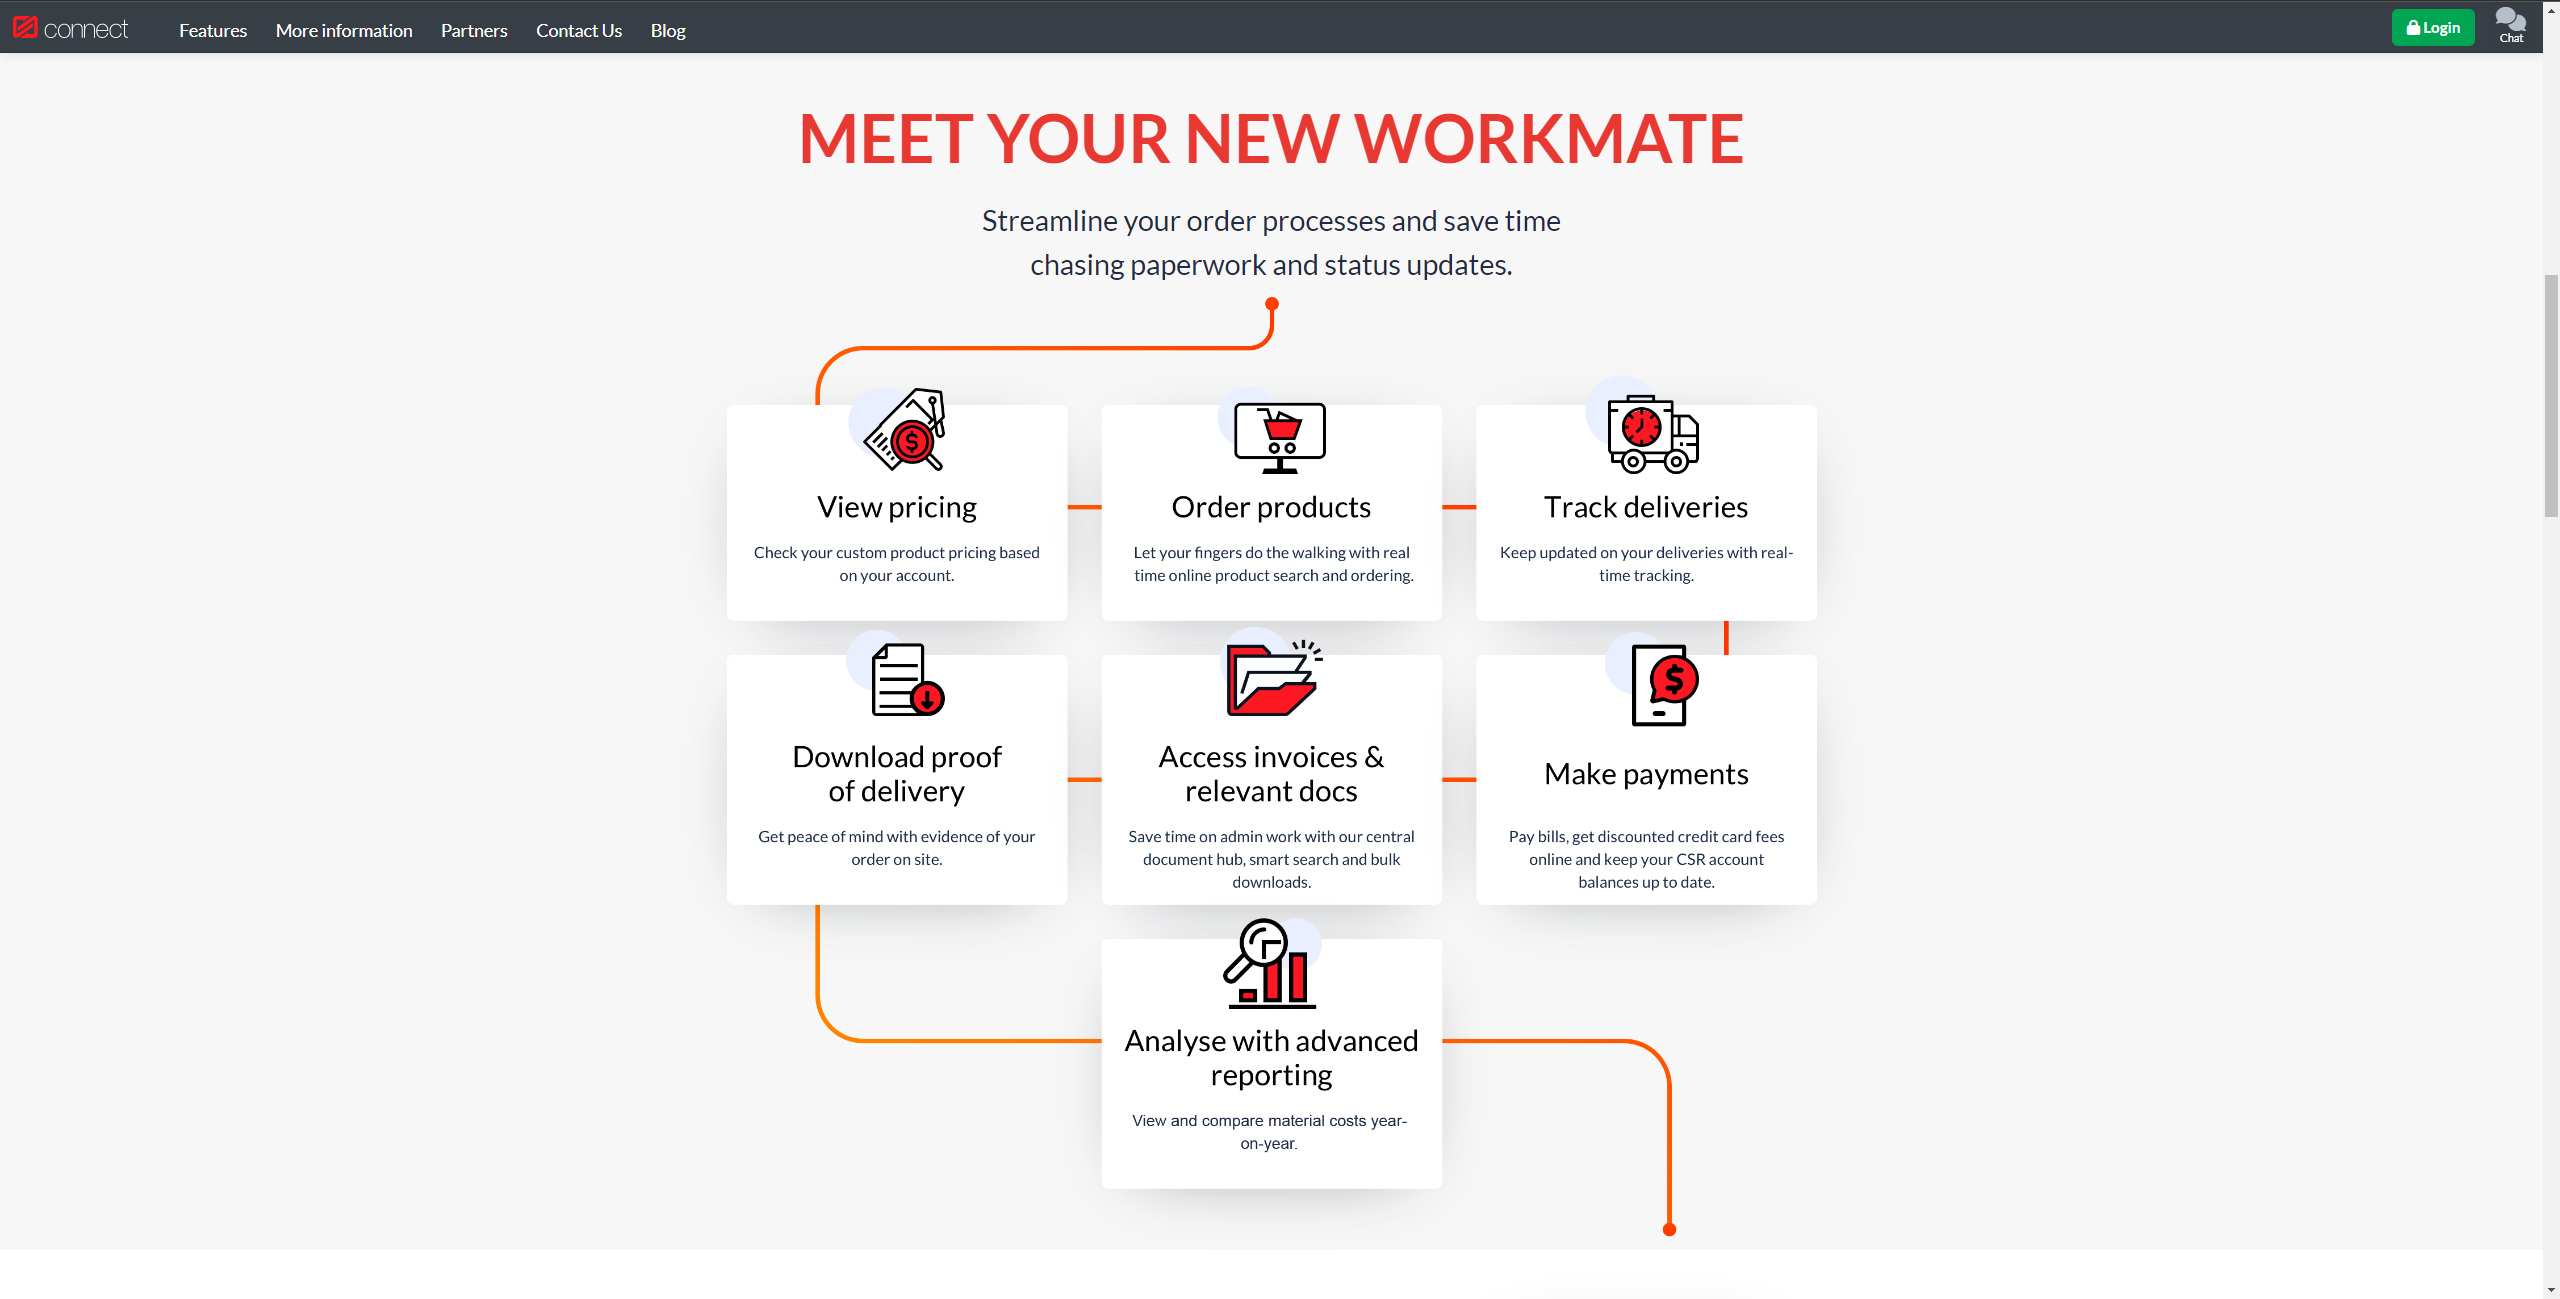 connect
Features
More information
Partners
Contact Us
Blog
Login
Chat
MEET YOUR NEW WORKMATE
Streamline your order processes and save time
chasing paperwork and status updates.
View pricing
Check your custom product pricing based
on your account.
Order products
Let your fingers do the walking with real
time online product search and ordering.
Track deliveries
Keep updated on your deliveries with real-
time tracking.
Download proof
of delivery
Get peace of mind with evidence of your
order on site.
Access invoices &
relevant docs
Save time on admin work with our central
document hub, smart search and bulk
downloads.
Make payments
Pay bills, get discounted credit card fees
online and keep your CSR account
balances up to date.
Analyse with advanced
reporting
View and compare material costs year-
on-year.